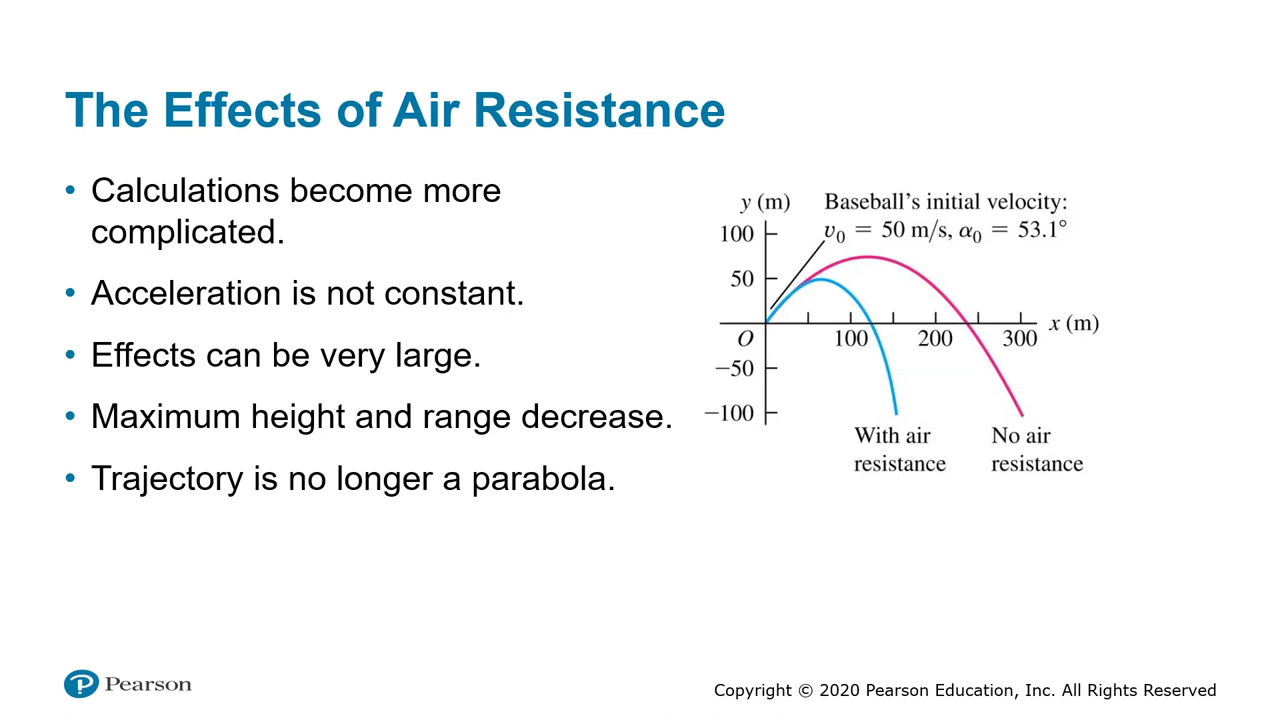 The Effects of Air Resistance
• Calculations become more
complicated.
• Acceleration is not constant.
• Effects can be very large.
• Maximum height and range decrease.
• Trajectory is no longer a parabola.
y (m)
Baseball’s initial velocity:
υ₀ = 50 m/s, α₀ = 53.1°
100
50
O
100
200
300
x (m)
−50
−100
With air
resistance
No air
resistance
P Pearson
Copyright © 2020 Pearson Education, Inc. All Rights Reserved